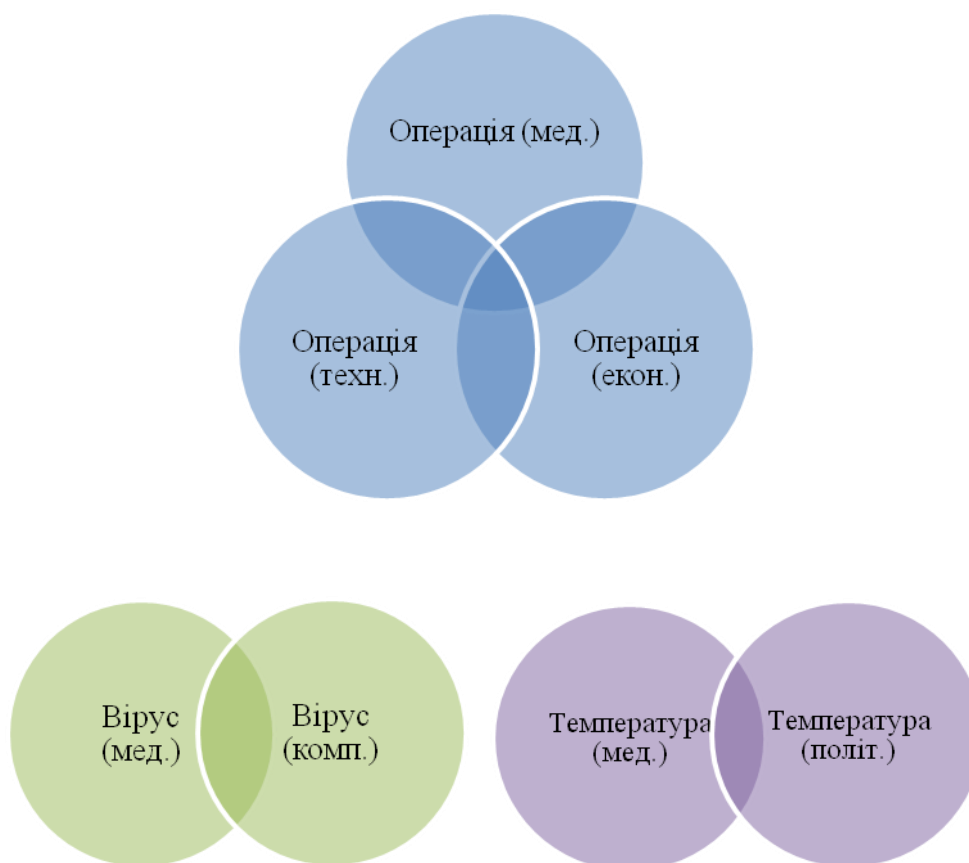 Операція (мед.)
Операція
(техн.)
Операція
(екон.)
Вірус
(мед.)
Вірус
(комп.)
Температура
(мед.)
Температура
(політ.)